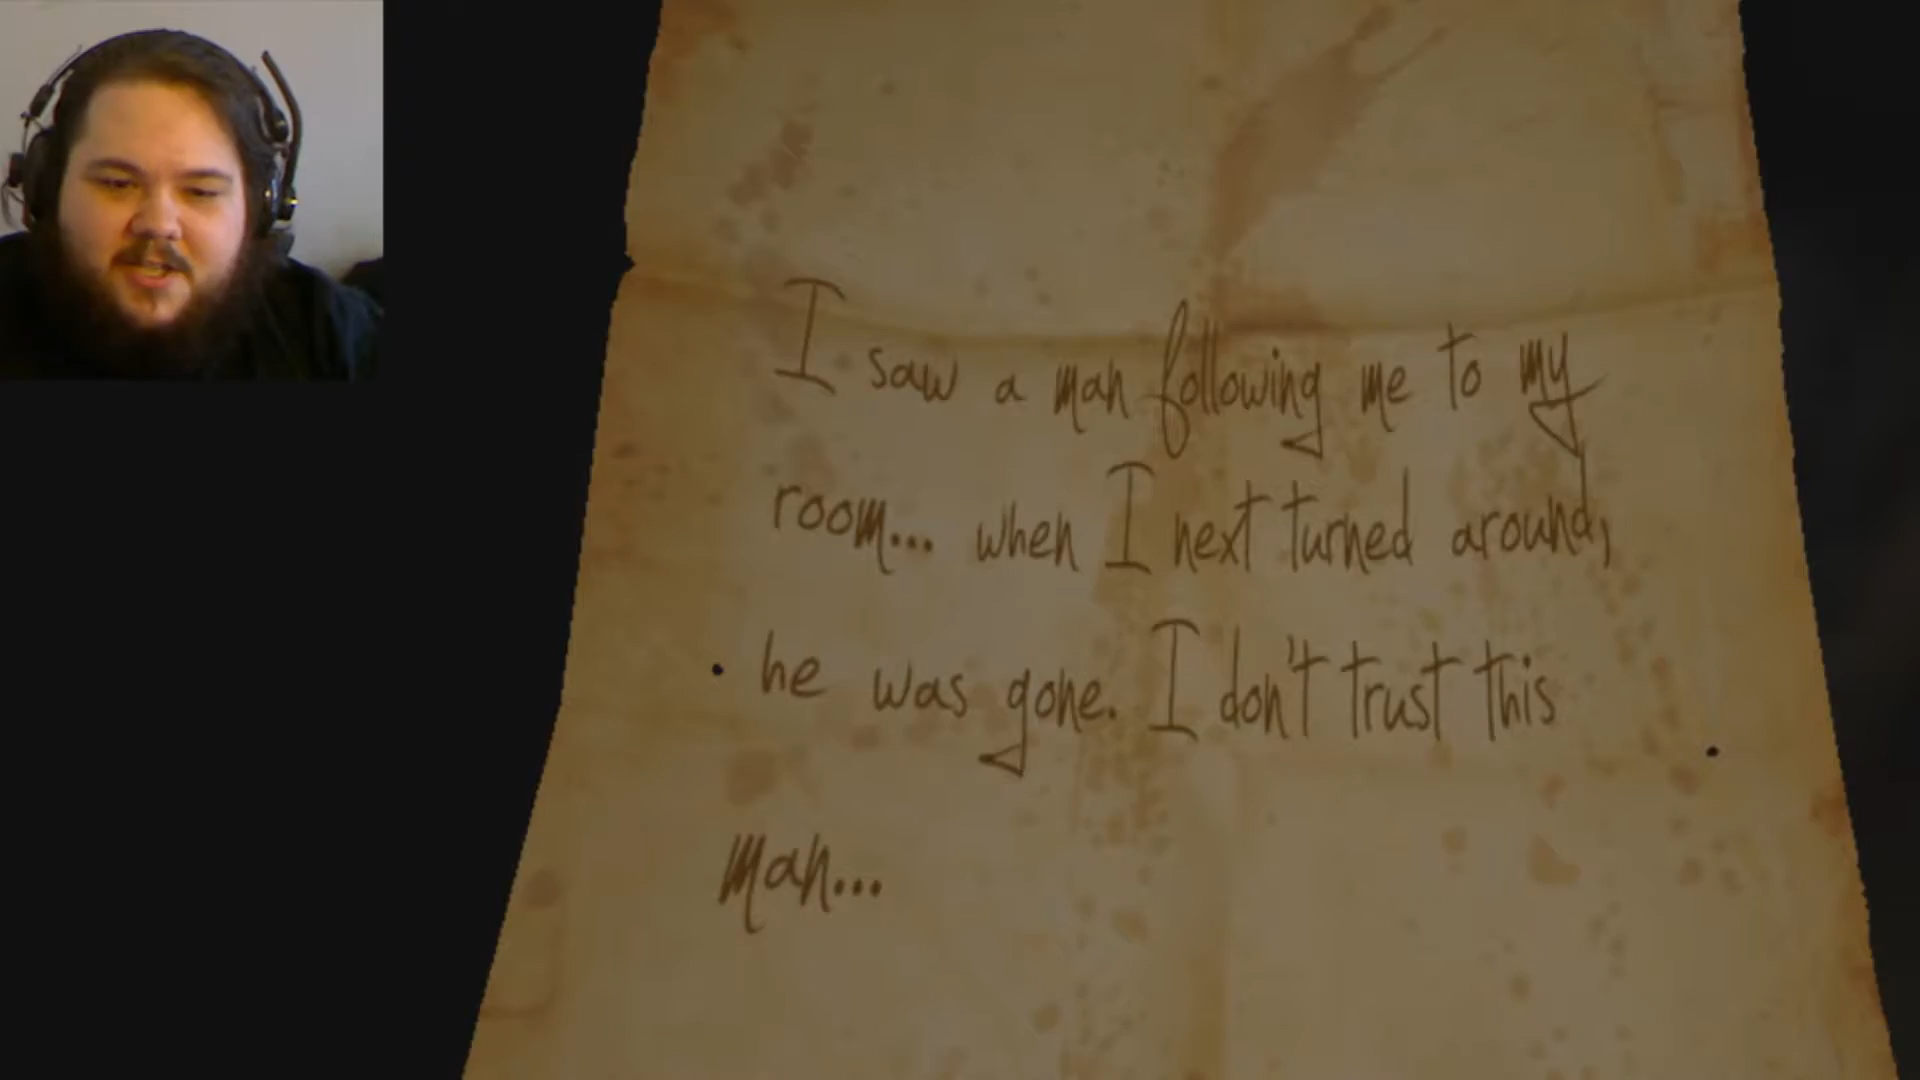 I saw a man following me to my
room... when I next turned around,
he was gone. I don't trust this
man...